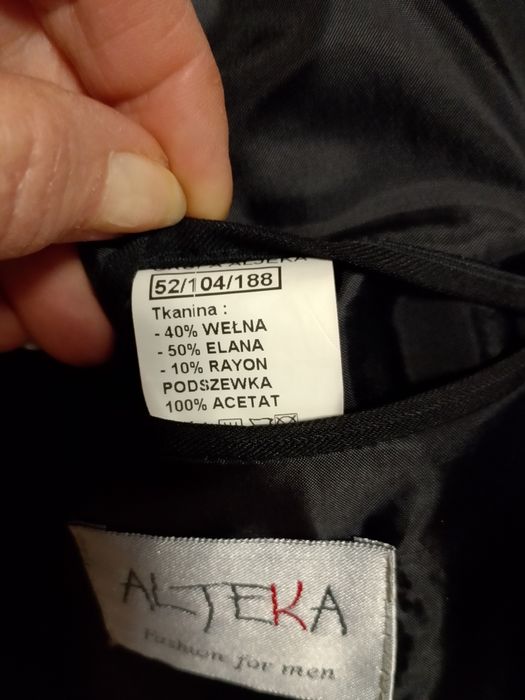 52/104/188
Tkanina :
- 40% WEŁNA
- 50% ELANA
- 10% RAYON
PODSZEWKA
100% ACETAT
ALTEKA
Fashion for men